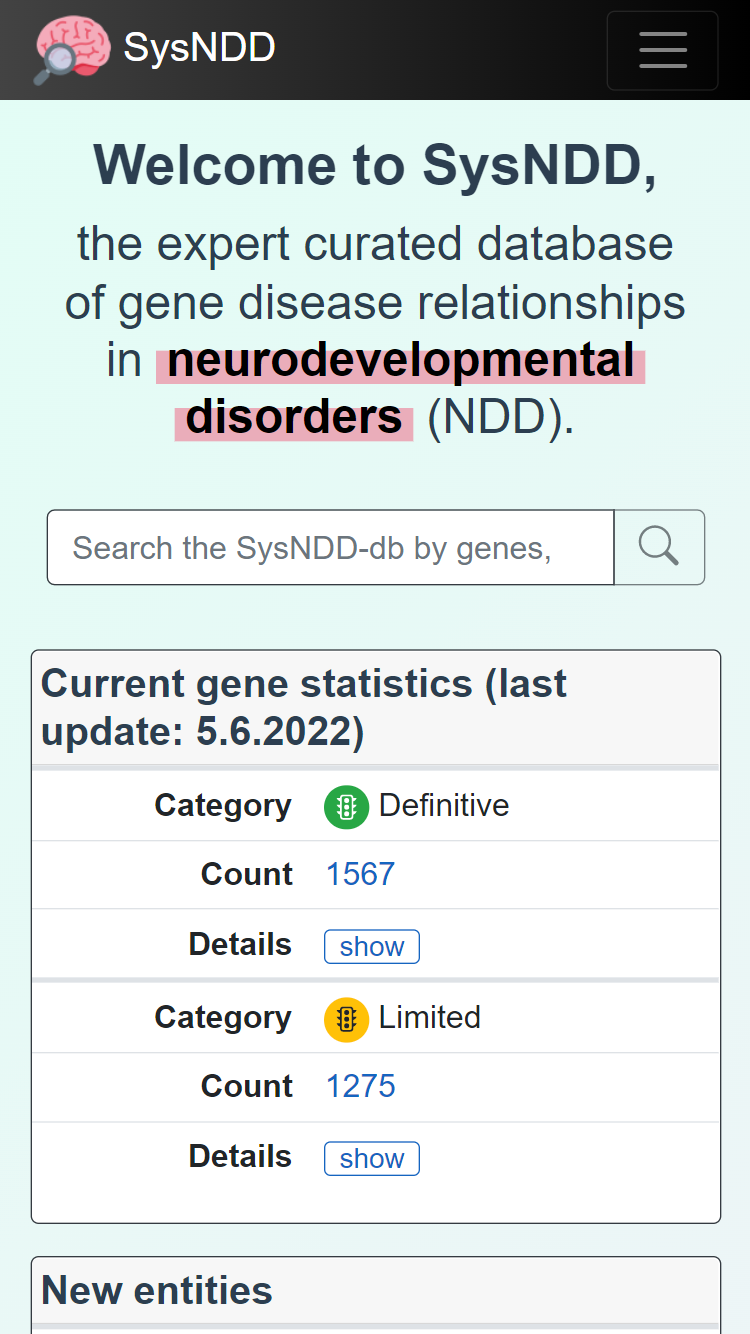 SysNDD
Welcome to SysNDD,
the expert curated database
of gene disease relationships
in neurodevelopmental
disorders (NDD).
Search the SysNDD-db by genes,
Current gene statistics (last
update: 5.6.2022)
Category Definitive
Count 1567
Details show
Category Limited
Count 1275
Details show
New entities